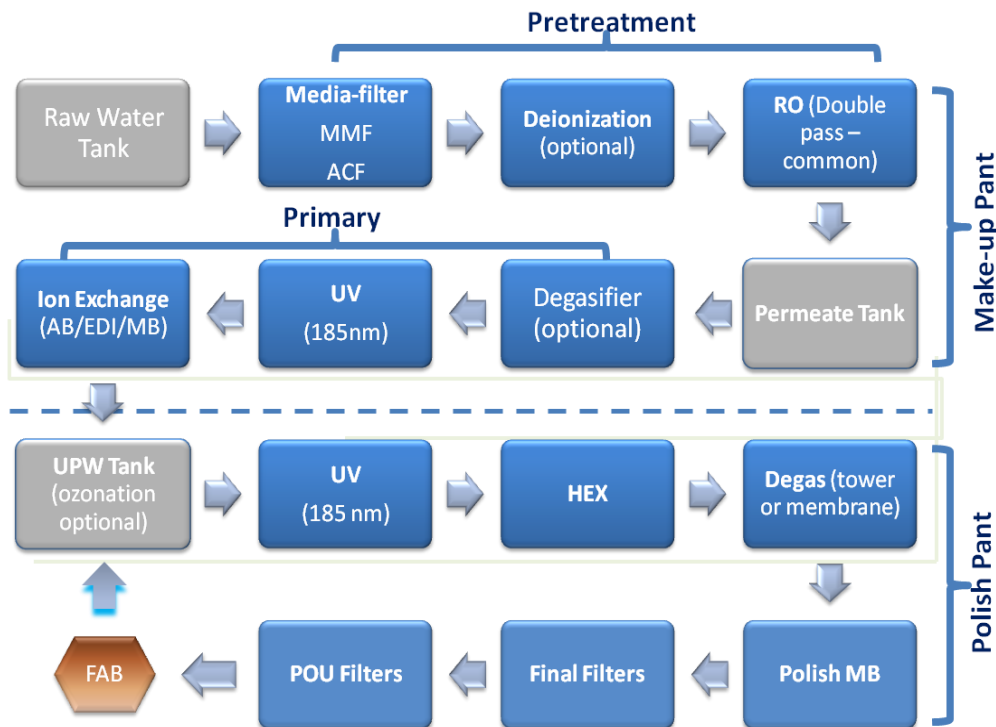 Pretreatment
Raw Water
Tank
Media-filter
MMF
ACF
Deionization
(optional)
RO (Double
pass –
common)
Make-up Pant
Primary
Ion Exchange
(AB/EDI/MB)
UV
(185nm)
Degasifier
(optional)
Permeate Tank
UPW Tank
(ozonation
optional)
UV
(185 nm)
HEX
Degas (tower
or membrane)
Polish Pant
FAB
POU Filters
Final Filters
Polish MB